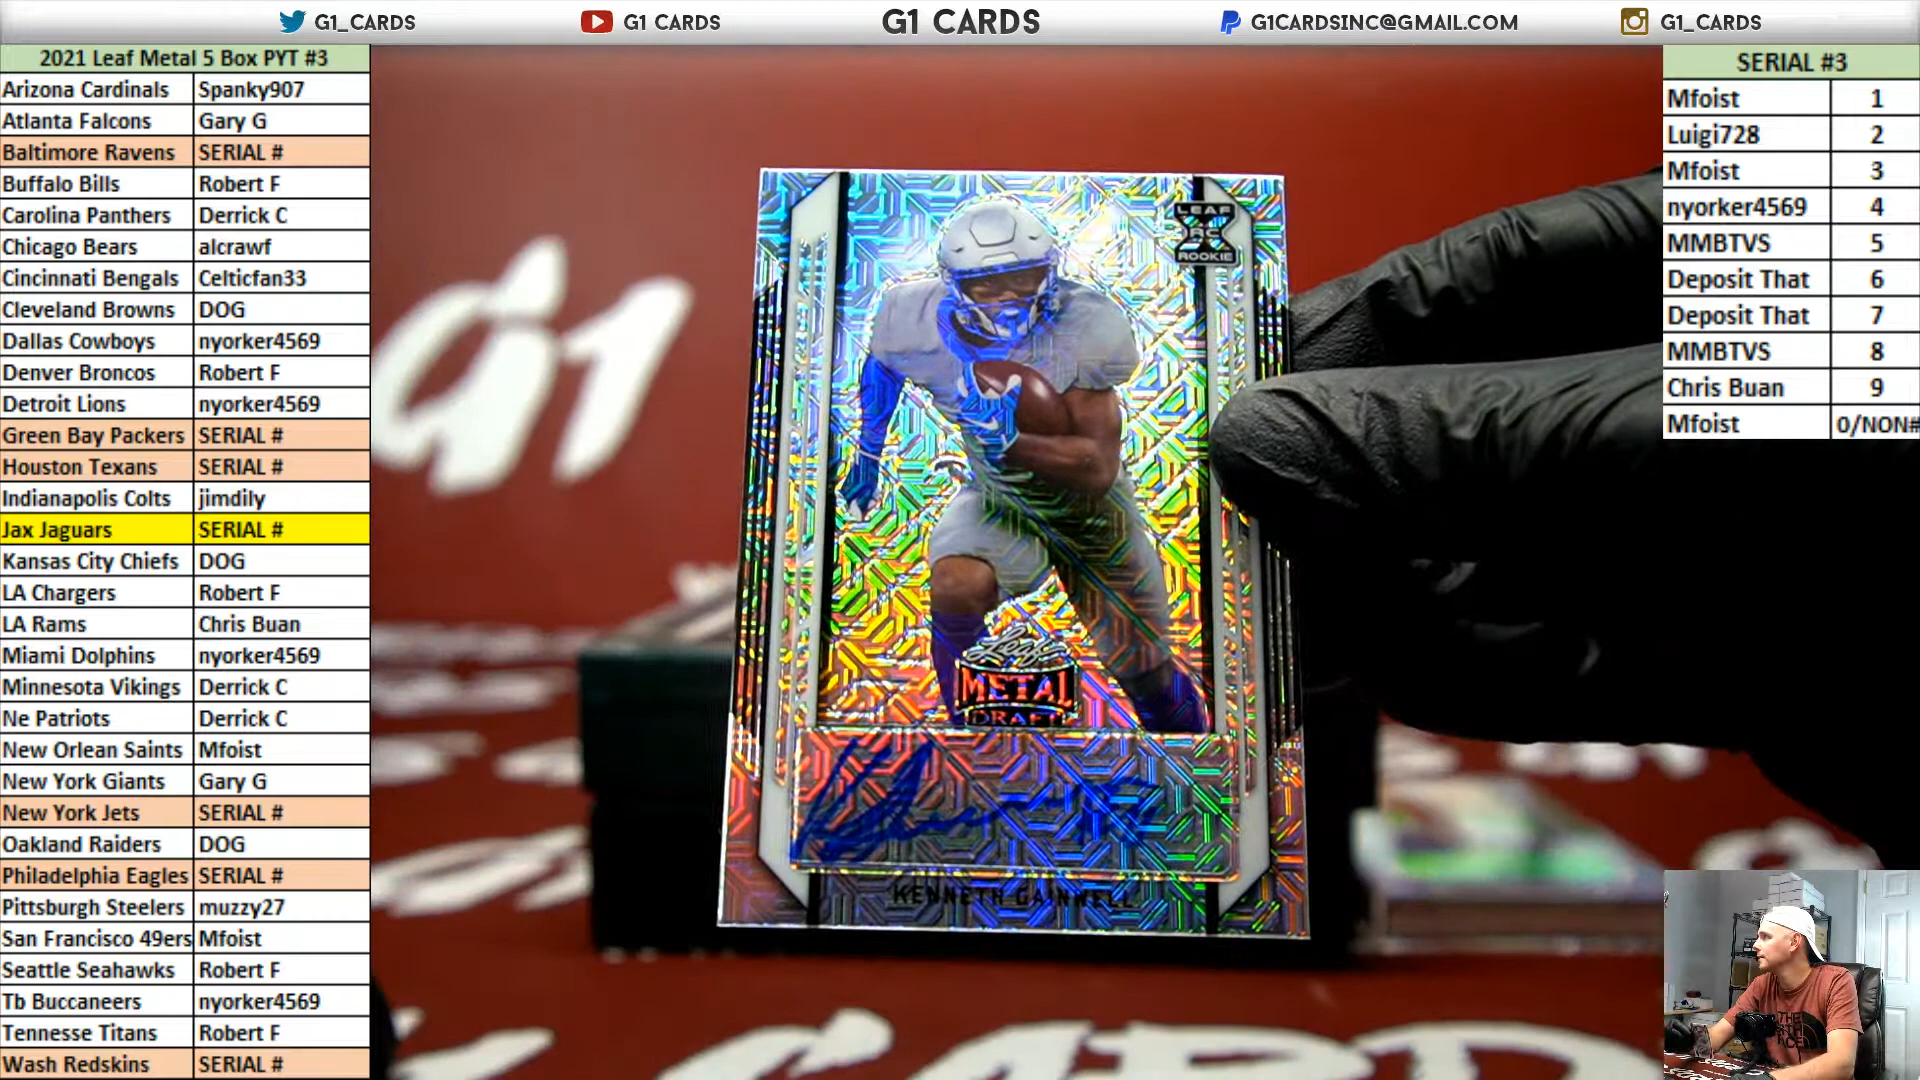 G1_CARDS
G1 CARDS
G1 CARDS
G1CARDSINC@GMAIL.COM
G1_CARDS
2021 Leaf Metal 5 Box PYT #3
Arizona Cardinals Spanky907
Atlanta Falcons Gary G
Baltimore Ravens SERIAL #
Buffalo Bills Robert F
Carolina Panthers Derrick C
Chicago Bears alcrawf
Cincinnati Bengals Celticfan33
Cleveland Browns DOG
Dallas Cowboys nyorker4569
Denver Broncos Robert F
Detroit Lions nyorker4569
Green Bay Packers SERIAL #
Houston Texans SERIAL #
Indianapolis Colts jimdily
Jax Jaguars SERIAL #
Kansas City Chiefs DOG
LA Chargers Robert F
LA Rams Chris Buan
Miami Dolphins nyorker4569
Minnesota Vikings Derrick C
Ne Patriots Derrick C
New Orlean Saints Mfoist
New York Giants Gary G
New York Jets SERIAL #
Oakland Raiders DOG
Philadelphia Eagles SERIAL #
Pittsburgh Steelers muzzy27
San Francisco 49ers Mfoist
Seattle Seahawks Robert F
Tb Buccaneers nyorker4569
Tennesse Titans Robert F
Wash Redskins SERIAL #
G1
LEAF
RC
ROOKIE
Leaf
METAL
DRAFT
KENNETH GAINWELL
SERIAL #3
Mfoist 1
Luigi728 2
Mfoist 3
nyorker4569 4
MMBTVS 5
Deposit That 6
Deposit That 7
MMBTVS 8
Chris Buan 9
Mfoist 0/NON#
THE
NORTH
FACE